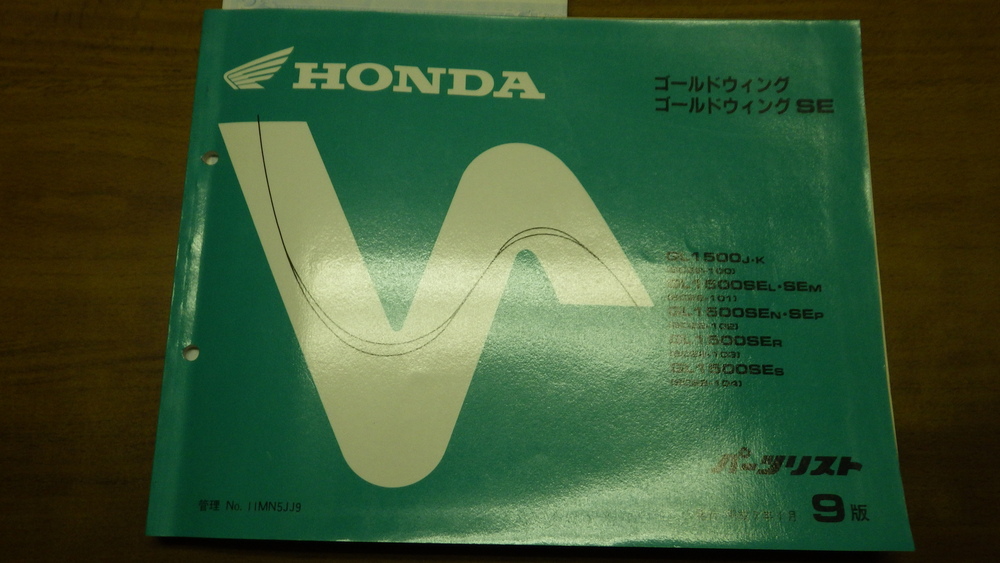 HONDA
ゴールドウィング
ゴールドウィング SE
GL1500J・K
GL1500SEL・SEM
GL1500SEN・SEP
GL1500SER
GL1500SES
パーツリスト
管理 No. 11MN5JJ9
9版